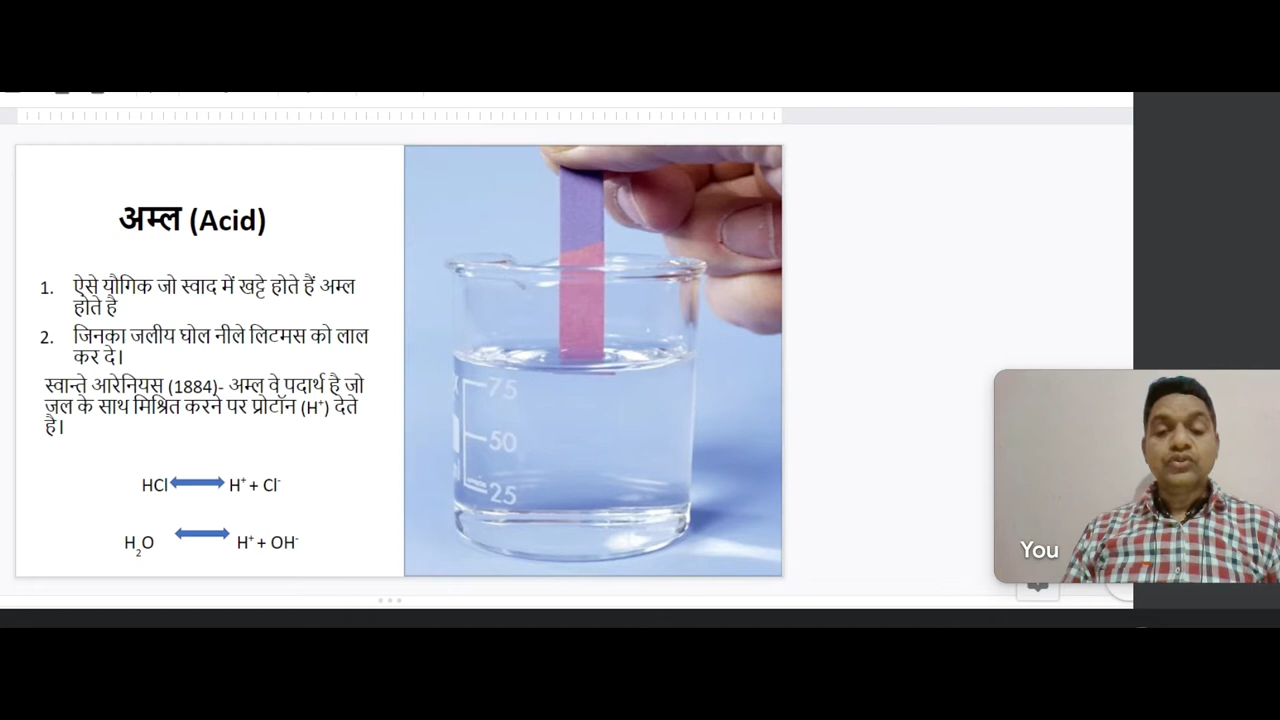 अम्ल (Acid)
1. ऐसे यौगिक जो स्वाद में खट्टे होते हैं अम्ल
होते है
2. जिनका जलीय घोल नीले लिटमस को लाल
कर दे।
स्वान्ते आरेनियस (1884)- अम्ल वे पदार्थ है जो
जल के साथ मिश्रित करने पर प्रोटॉन (H⁺) देते
है।
HCl H⁺ + Cl⁻
H₂O H⁺ + OH⁻
75
50
25
You